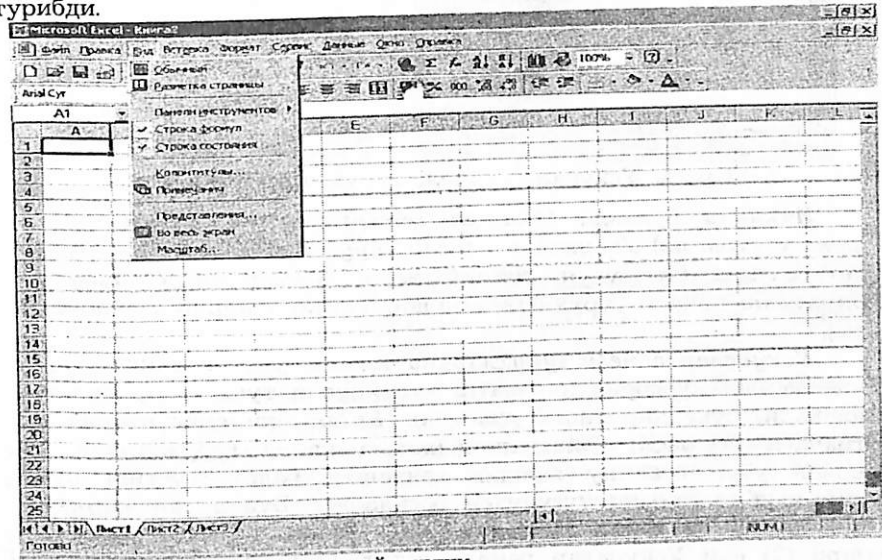 турибди.
Microsoft Excel - Книга2
Файл Правка Вид Вставка Формат Сервис Данные Окно Справка
100%
Arial Cyr
Обычный
Разметка страницы
Панели инструментов
Строка формул
Строка состояния
Колонтитулы...
Примечания
Представления...
Во весь экран
Масштаб...
A1
A E F G H I J K L
1
2
3
4
5
6
7
8
9
10
11
12
13
14
15
16
17
18
19
20
21
22
23
24
25
Лист1 Лист2 Лист3
Готово NUM